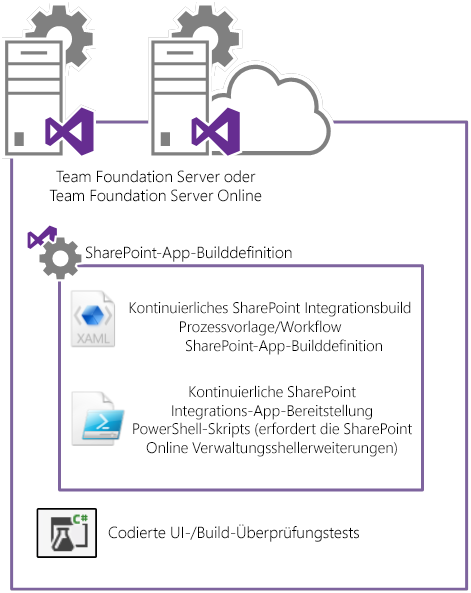 Team Foundation Server oder
Team Foundation Server Online
SharePoint-App-Builddefinition
Kontinuierliches SharePoint Integrationsbuild
Prozessvorlage/Workflow
SharePoint-App-Builddefinition
XAML
Kontinuierliche SharePoint
Integrations-App-Bereitstellung
PowerShell-Skripts (erfordert die SharePoint
Online Verwaltungsshellerweiterungen)
C#
Codierte UI-/Build-Überprüfungstests